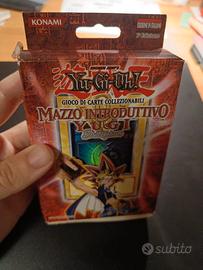 KONAMI
Yu-Gi-Oh!
GIOCO DI CARTE COLLEZIONABILI
MAZZO INTRODUTTIVO
YUGI
subito